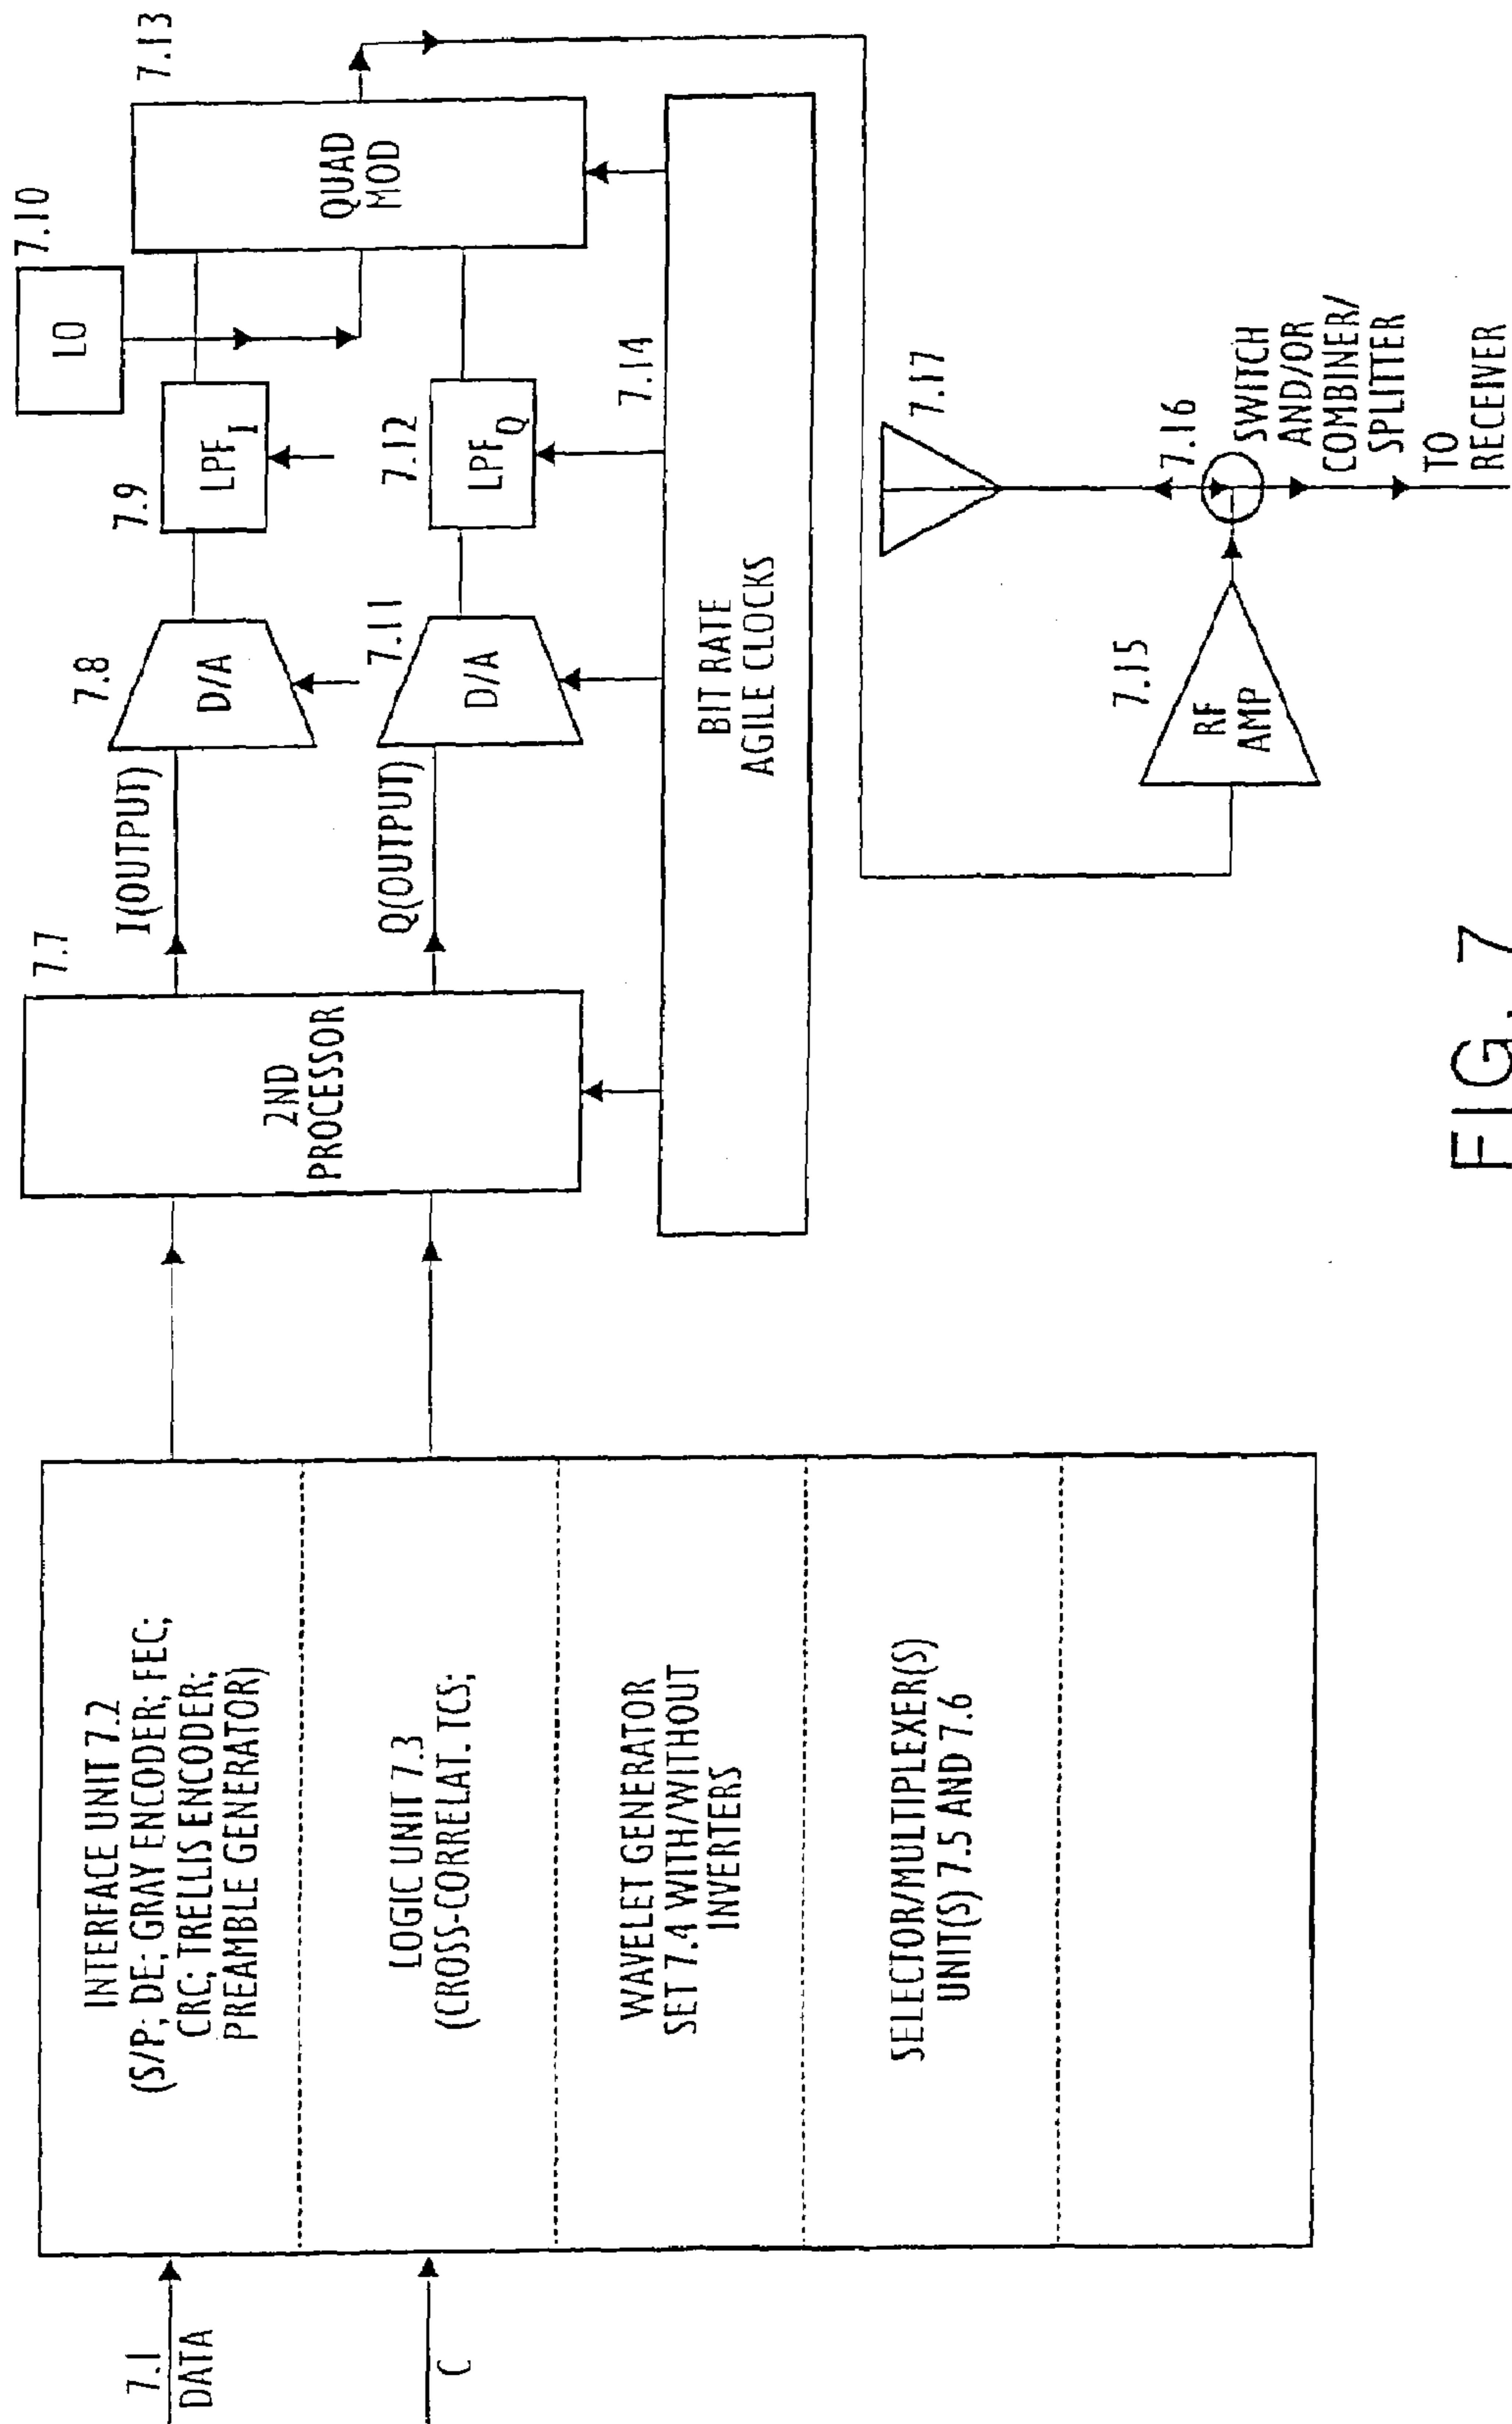 7.1
DATA
C
INTERFACE UNIT 7.2
(S/P; DE; GRAY ENCODER; FEC;
CRC; TRELLIS ENCODER;
PREAMBLE GENERATOR)
LOGIC UNIT 7.3
(CROSS-CORRELAT. TCS;
WAVELET GENERATOR
SET 7.4 WITH/WITHOUT
INVERTERS
SELECTOR/MULTIPLEXER(S)
UNIT(S) 7.5 AND 7.6
7.7
2ND
PROCESSOR
I(OUTPUT)
Q(OUTPUT)
7.8
D/A
7.11
D/A
7.9
LPF I
7.12
LPF Q
7.10
LO
7.13
QUAD
MOD
7.14
BIT RATE
AGILE CLOCKS
7.15
RF
AMP
7.17
7.16
SWITCH
AND/OR
COMBINER/
SPLITTER
TO
RECEIVER
FIG. 7